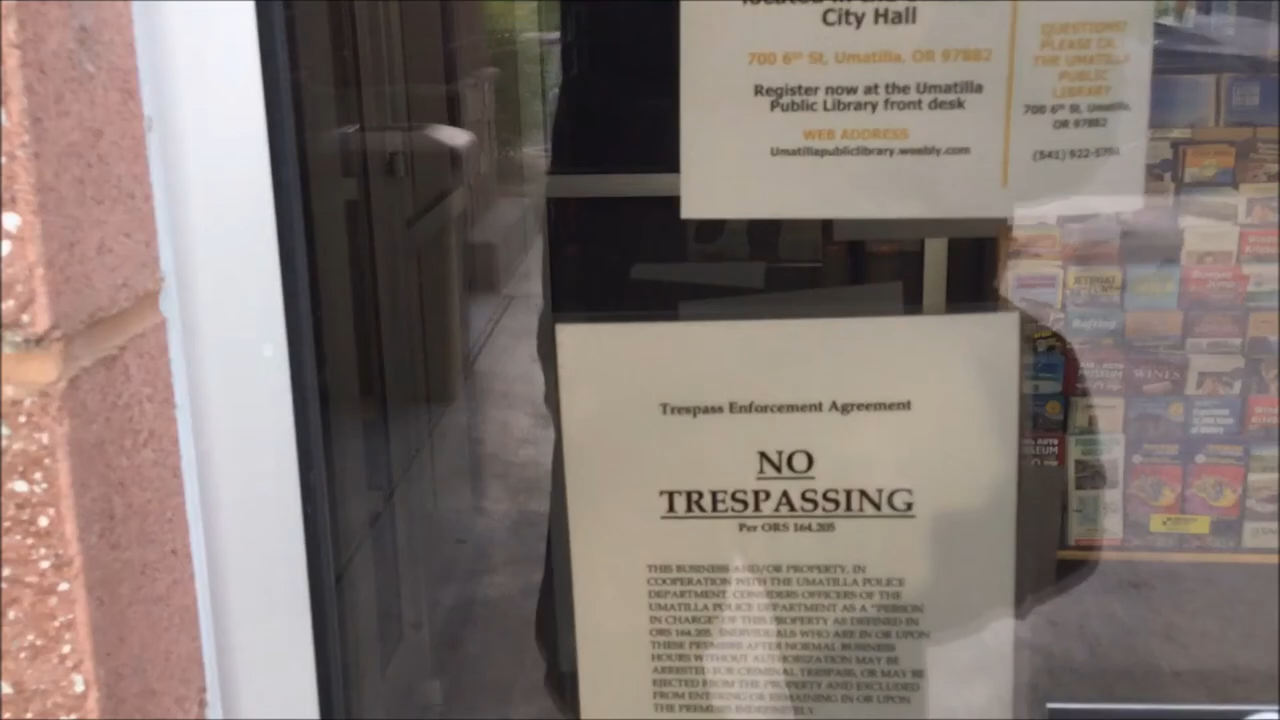 City Hall
700 6th St, Umatilla, OR 97882
Register now at the Umatilla
Public Library front desk
WEB ADDRESS
Umatillapubliclibrary.weebly.com
QUESTIONS?
PLEASE
THE UMATILLA
PUBLIC
LIBRARY
700 6th St, Umatilla,
OR 97882
(541) 922-
Trespass Enforcement Agreement
NO
TRESPASSING
Per ORS 164.205
THIS BUSINESS AND/OR PROPERTY, IN
COOPERATION WITH THE UMATILLA POLICE
DEPARTMENT, CONSIDERS OFFICERS OF THE
UMATILLA POLICE DEPARTMENT AS A "PERSON
IN CHARGE" OF THIS PROPERTY AS DEFINED IN
ORS 164.205. INDIVIDUALS WHO ARE IN OR UPON
THESE PREMISES AFTER NORMAL BUSINESS
HOURS WITHOUT AUTHORIZATION MAY BE
ARRESTED FOR CRIMINAL TRESPASS, OR MAY BE
EJECTED FROM THE PROPERTY AND EXCLUDED
FROM ENTERING OR REMAINING IN OR UPON
THE PREMISES INDEFINITELY.
Rafting
MUSEUM
WINES